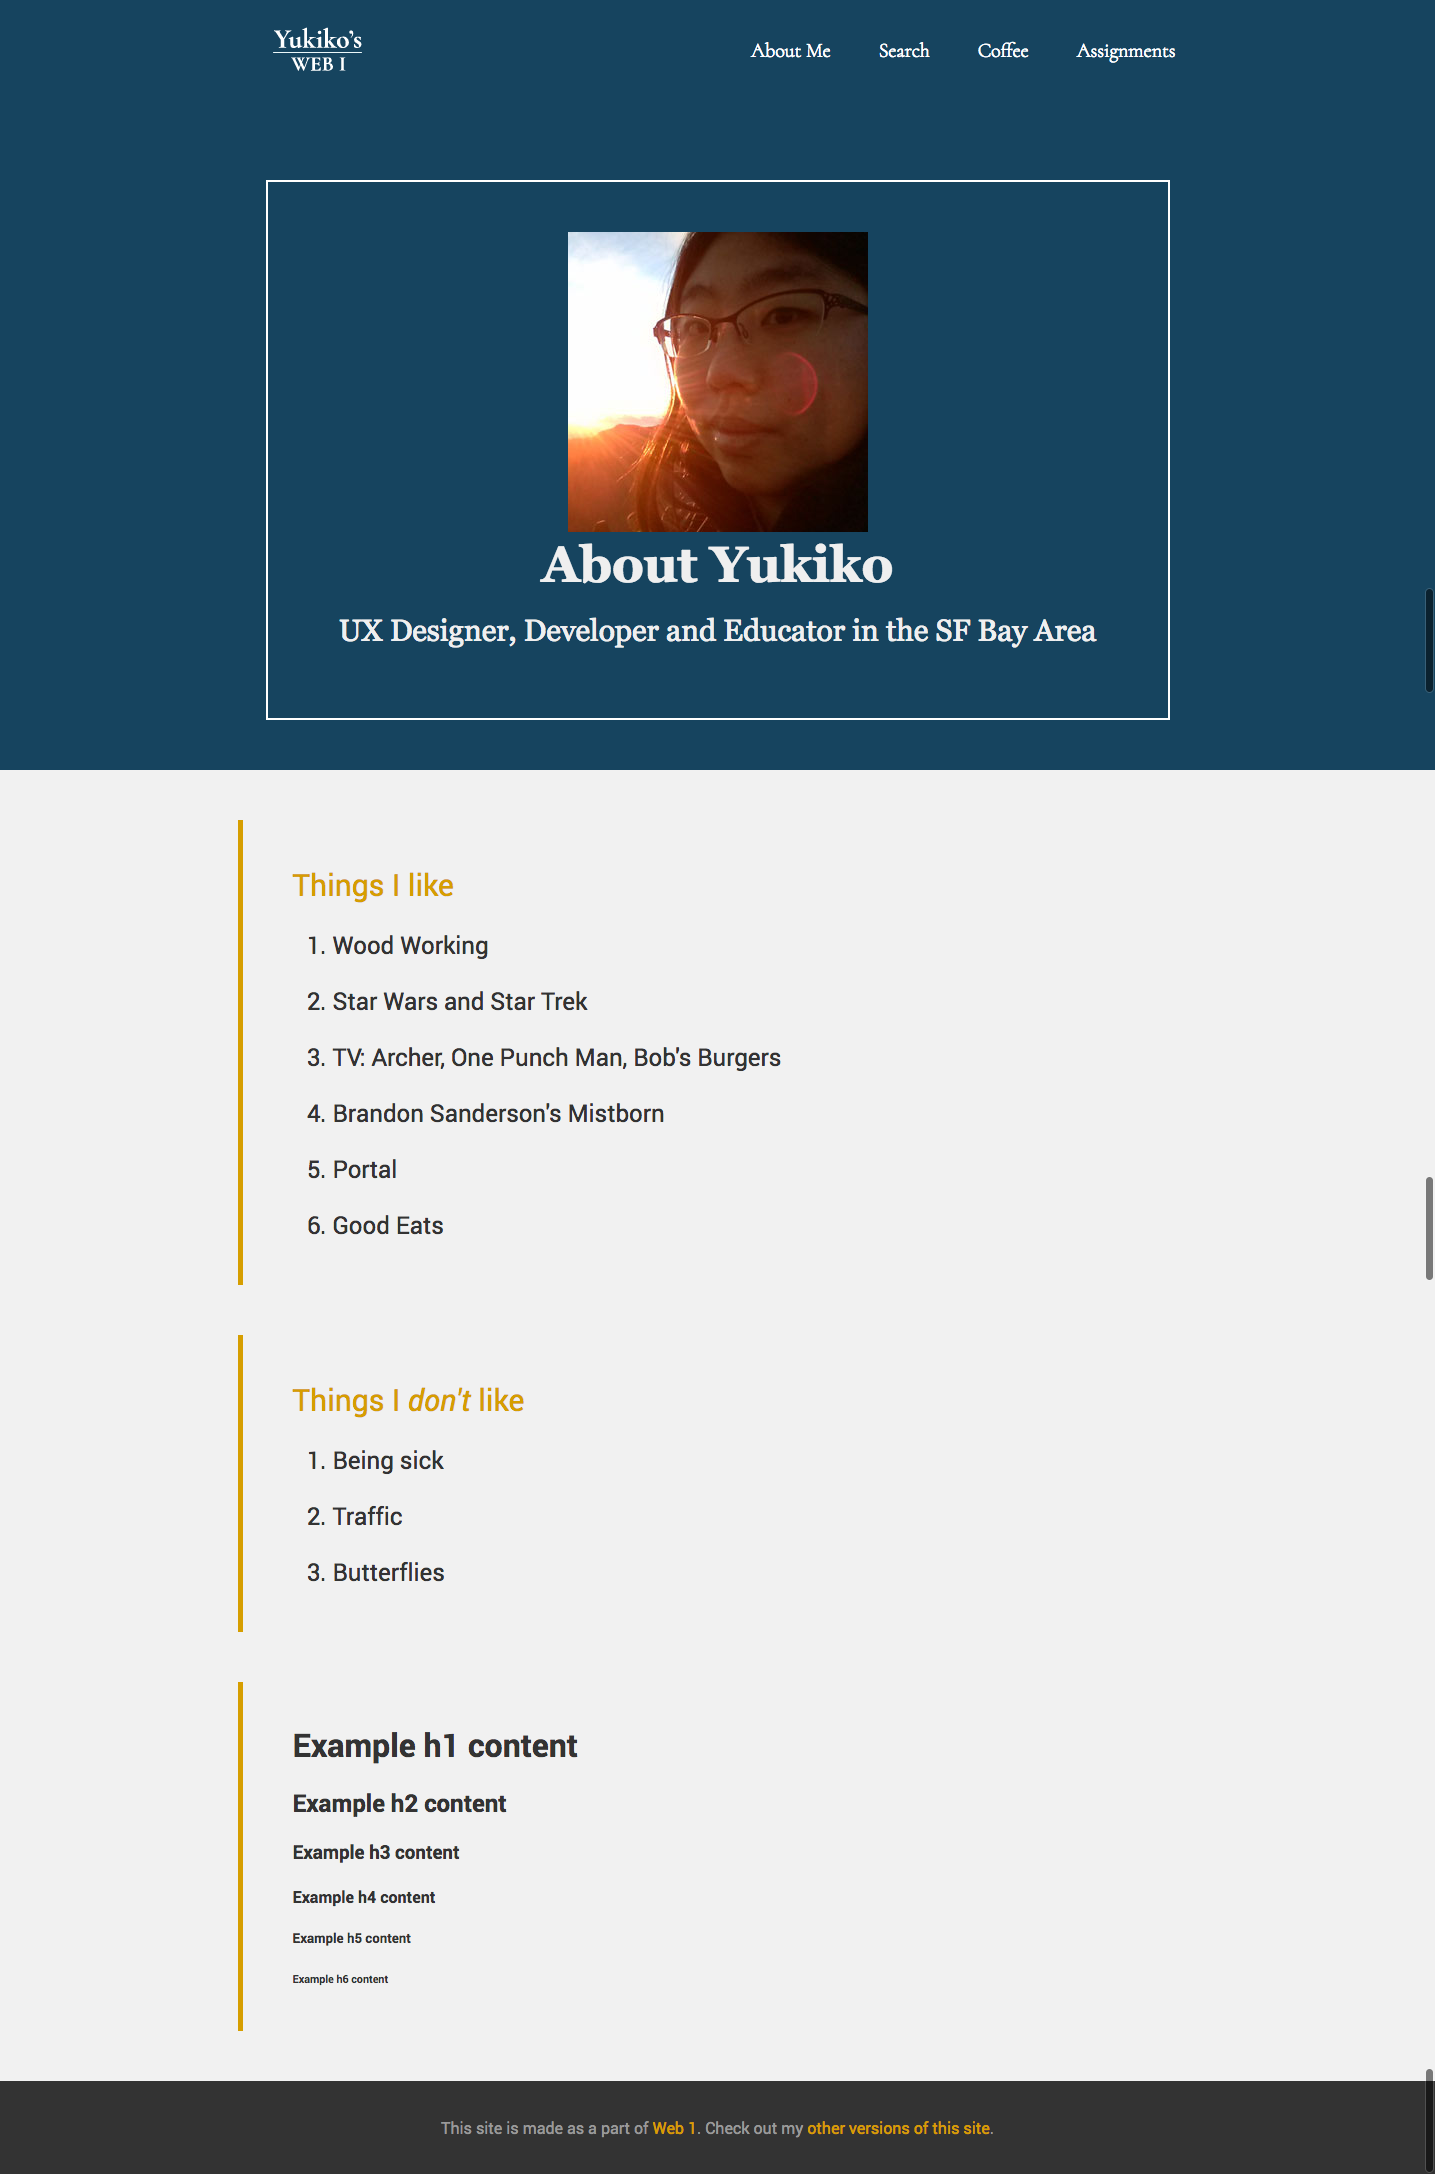 Yukiko's
WEB I
About Me
Search
Coffee
Assignments
About Yukiko
UX Designer, Developer and Educator in the SF Bay Area
Things I like
1. Wood Working
2. Star Wars and Star Trek
3. TV: Archer, One Punch Man, Bob's Burgers
4. Brandon Sanderson's Mistborn
5. Portal
6. Good Eats
Things I don't like
1. Being sick
2. Traffic
3. Butterflies
Example h1 content
Example h2 content
Example h3 content
Example h4 content
Example h5 content
Example h6 content
This site is made as a part of Web 1. Check out my other versions of this site.